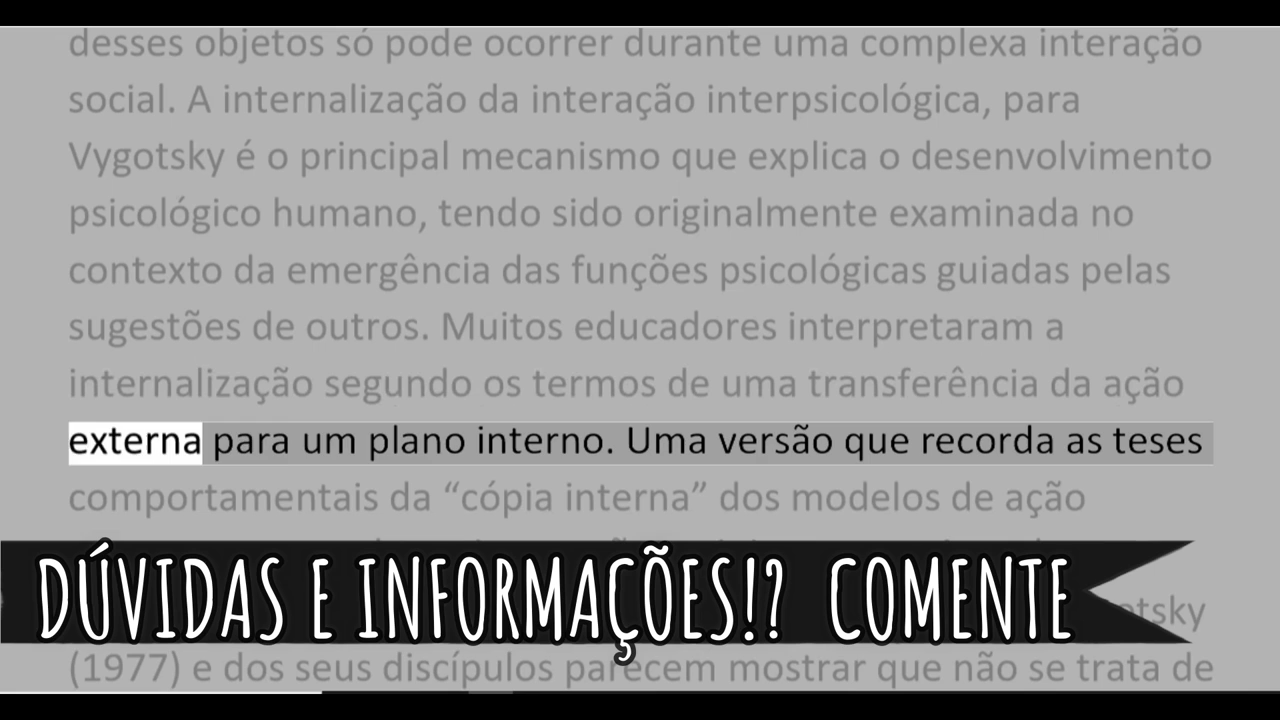 desses objetos só pode ocorrer durante uma complexa interação
social. A internalização da interação interpsicológica, para
Vygotsky é o principal mecanismo que explica o desenvolvimento
psicológico humano, tendo sido originalmente examinada no
contexto da emergência das funções psicológicas guiadas pelas
sugestões de outros. Muitos educadores interpretaram a
internalização segundo os termos de uma transferência da ação
externa para um plano interno. Uma versão que recorda as teses
comportamentais da “cópia interna” dos modelos de ação
DÚVIDAS E INFORMAÇÕES!? COMENTE
(1977) e dos seus discípulos parecem mostrar que não se trata de